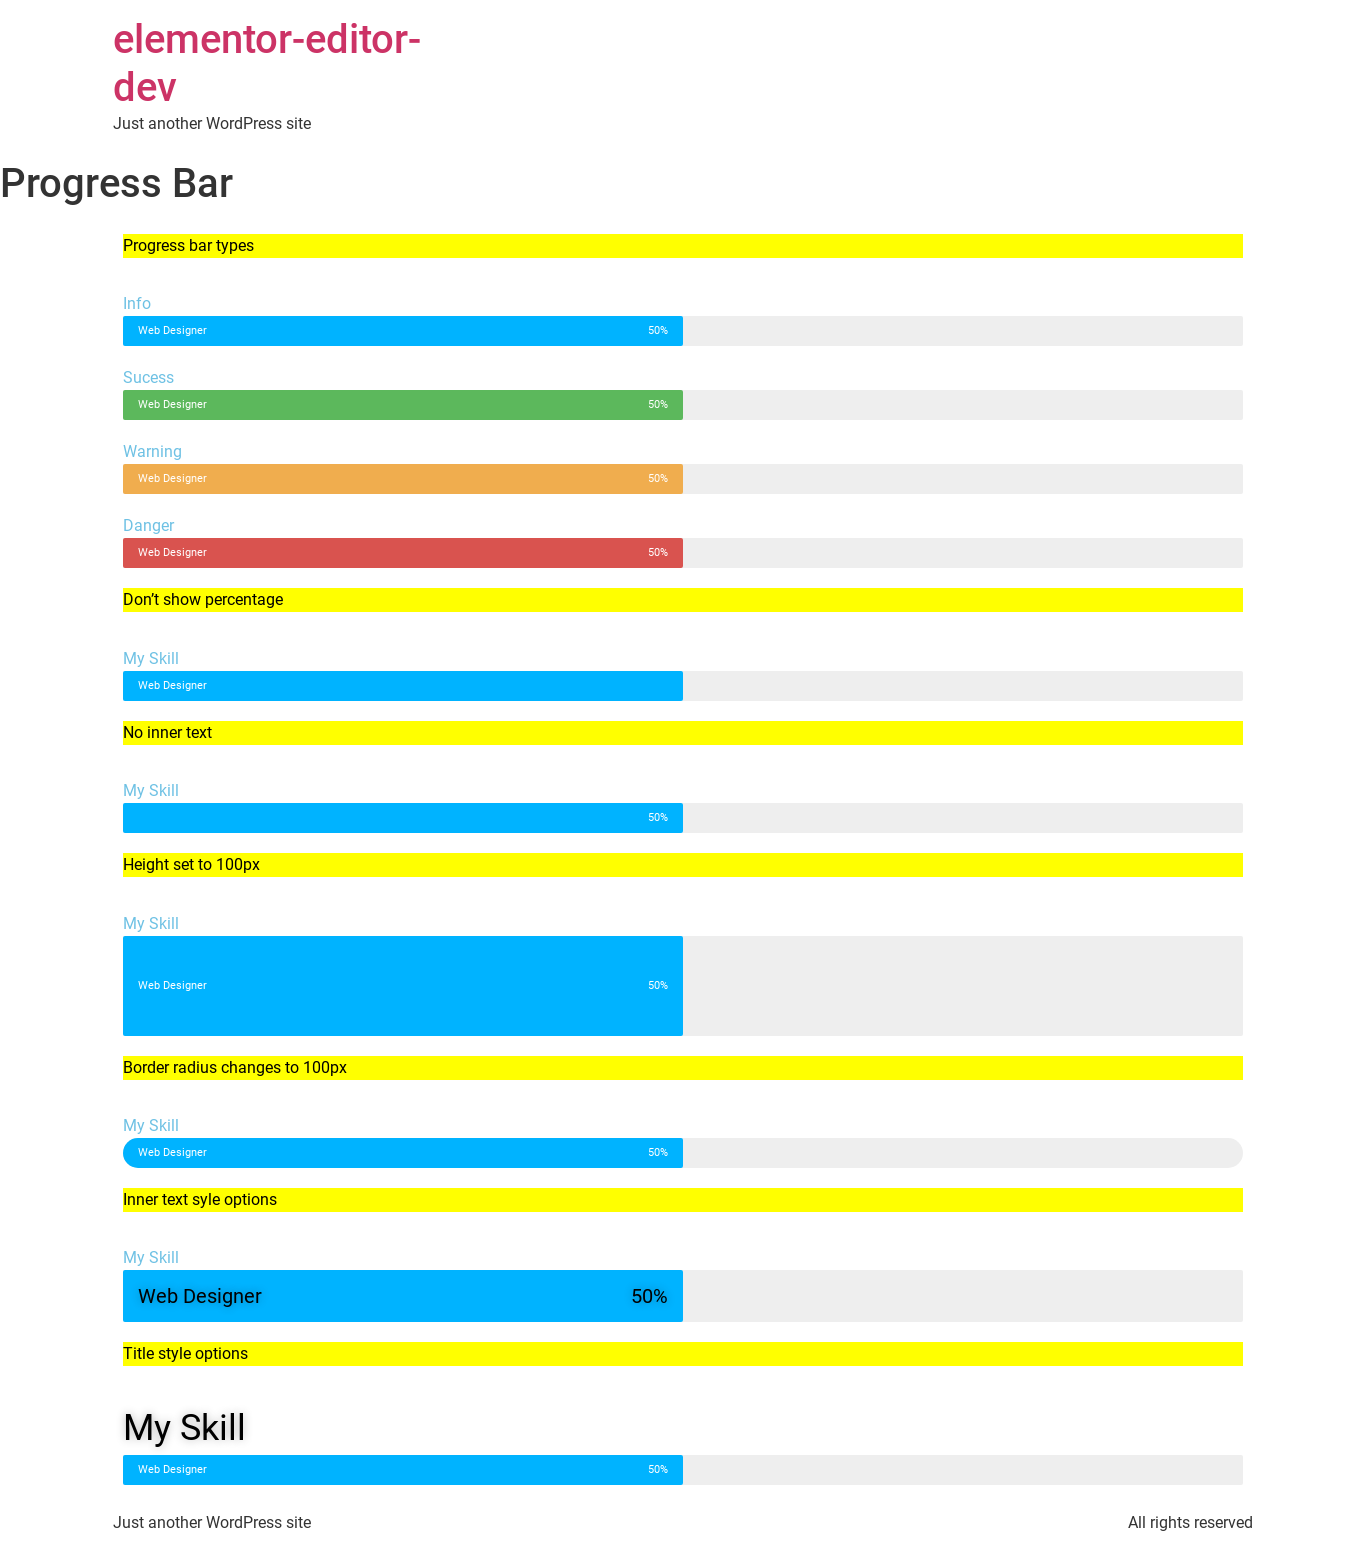 elementor-editor-
dev
Just another WordPress site
Progress Bar
Progress bar types
Info
Web Designer 50%
Sucess
Web Designer 50%
Warning
Web Designer 50%
Danger
Web Designer 50%
Don’t show percentage
My Skill
Web Designer
No inner text
My Skill
50%
Height set to 100px
My Skill
Web Designer 50%
Border radius changes to 100px
My Skill
Web Designer 50%
Inner text syle options
My Skill
Web Designer 50%
Title style options
My Skill
Web Designer 50%
Just another WordPress site All rights reserved